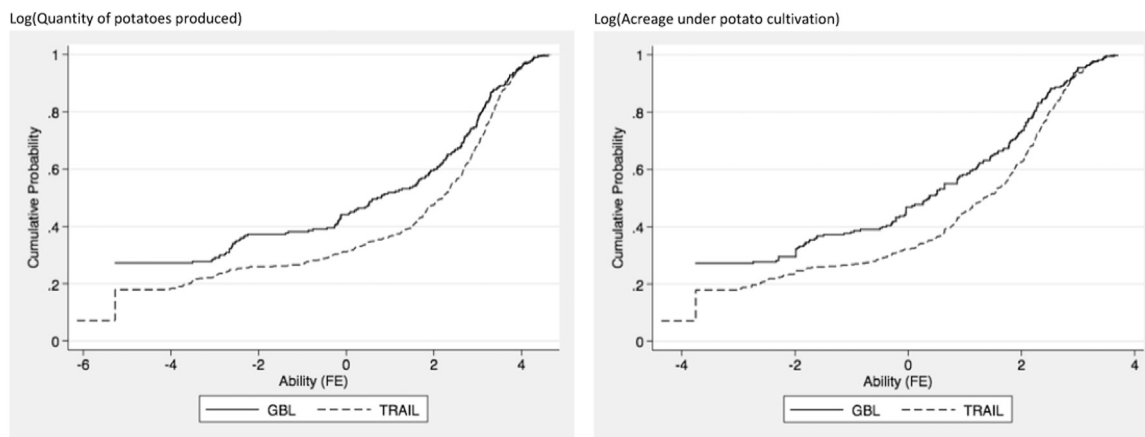 Log(Quantity of potatoes produced)
Cumulative Probability
1
.8
.6
.4
.2
0
-6
-4
-2
0
2
4
Ability (FE)
GBL
TRAIL
Log(Acreage under potato cultivation)
Cumulative Probability
1
.8
.6
.4
.2
0
-4
-2
0
2
4
Ability (FE)
GBL
TRAIL